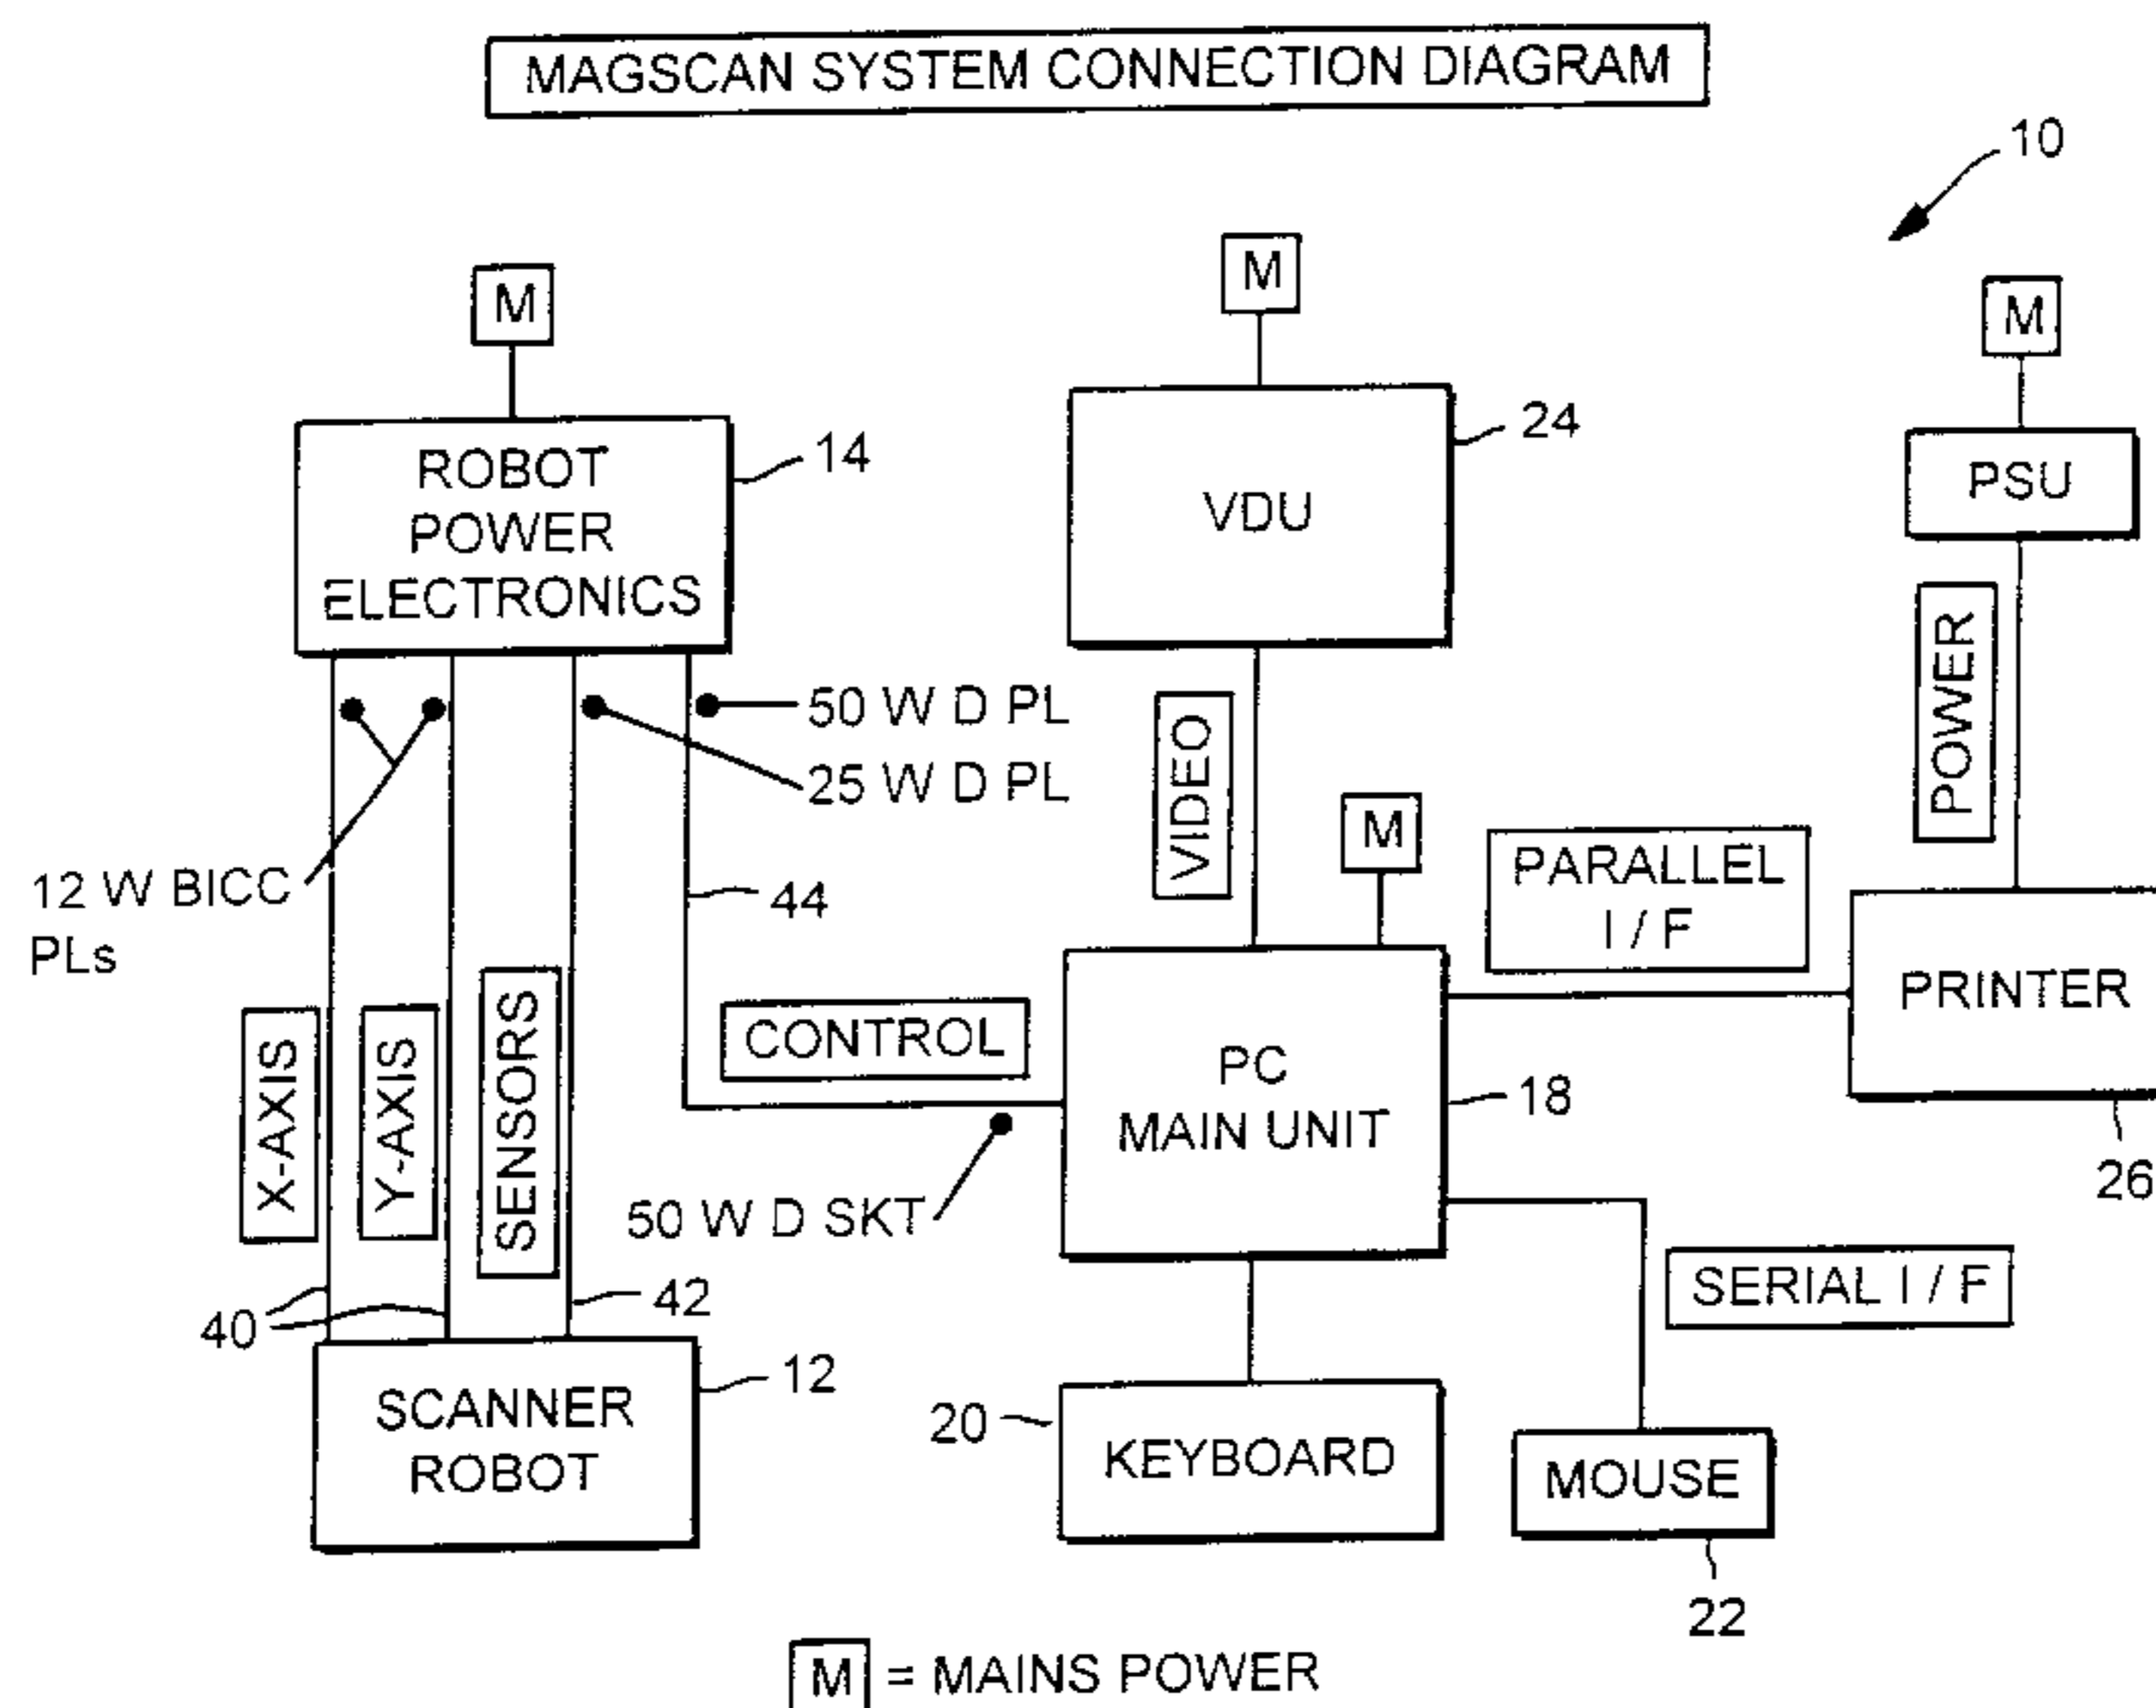 MAGSCAN SYSTEM CONNECTION DIAGRAM
10
M
M
M
ROBOT
POWER
ELECTRONICS
14
VDU
24
PSU
POWER
50 W D PL
25 W D PL
12 W BICC
PLs
VIDEO
M
44
PARALLEL
I / F
PRINTER
26
X-AXIS
Y-AXIS
SENSORS
CONTROL
PC
MAIN UNIT
18
50 W D SKT
SERIAL I / F
40
42
SCANNER
ROBOT
12
20
KEYBOARD
MOUSE
22
M = MAINS POWER